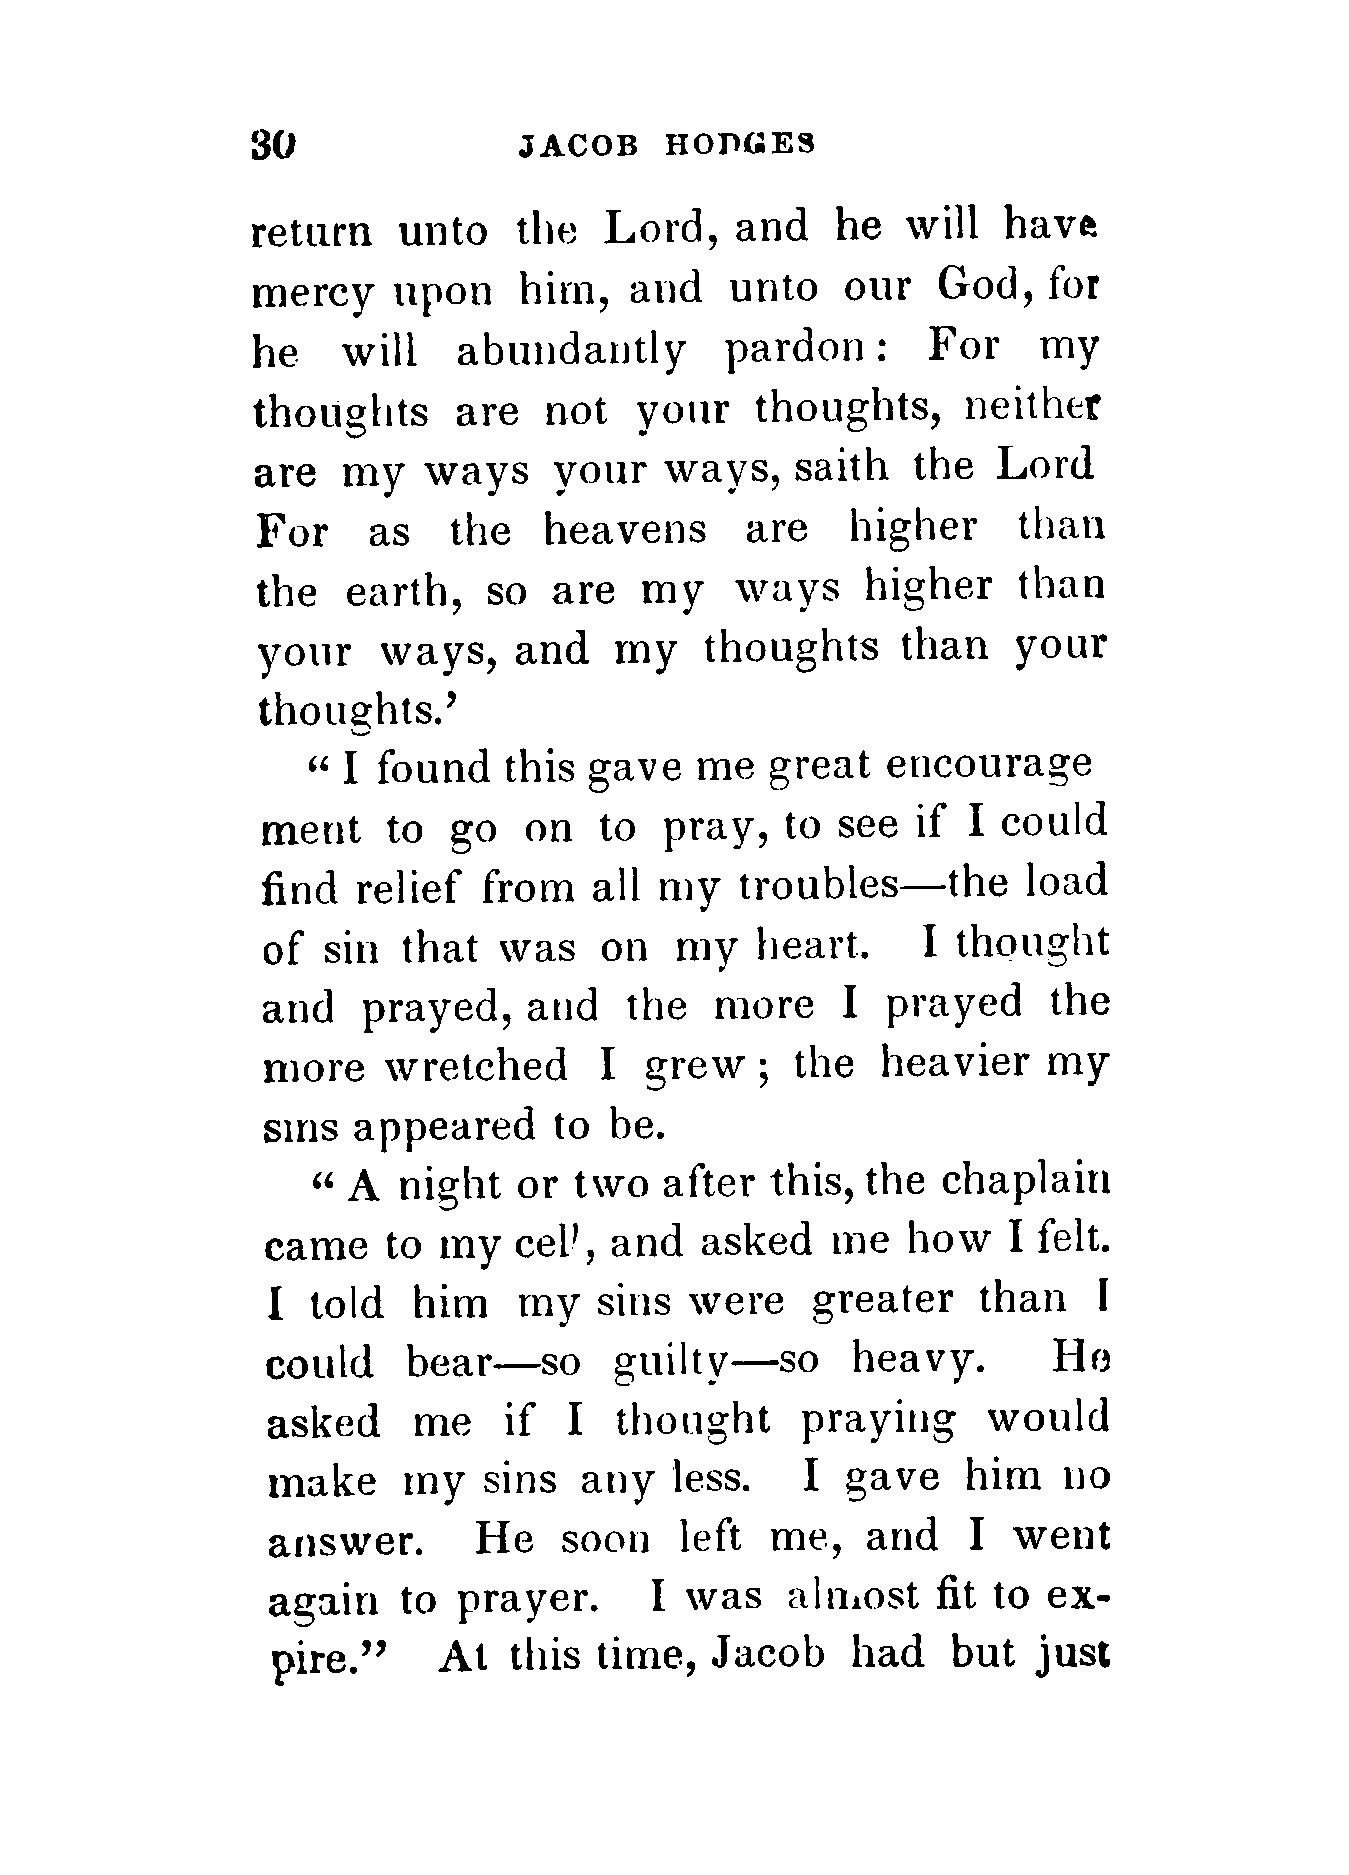 30 JACOB HODGES
return unto the Lord, and he will have
mercy upon him, and unto our God, for
he will abundantly pardon: For my
thoughts are not your thoughts, neither
are my ways your ways, saith the Lord
For as the heavens are higher than
the earth, so are my ways higher than
your ways, and my thoughts than your
thoughts.’
“ I found this gave me great encourage
ment to go on to pray, to see if I could
find relief from all my troubles—the load
of sin that was on my heart. I thought
and prayed, and the more I prayed the
more wretched I grew; the heavier my
sins appeared to be.
“ A night or two after this, the chaplain
came to my cell, and asked me how I felt.
I told him my sins were greater than I
could bear—so guilty—so heavy. He
asked me if I thought praying would
make my sins any less. I gave him no
answer. He soon left me, and I went
again to prayer. I was almost fit to ex-
pire.” At this time, Jacob had but just